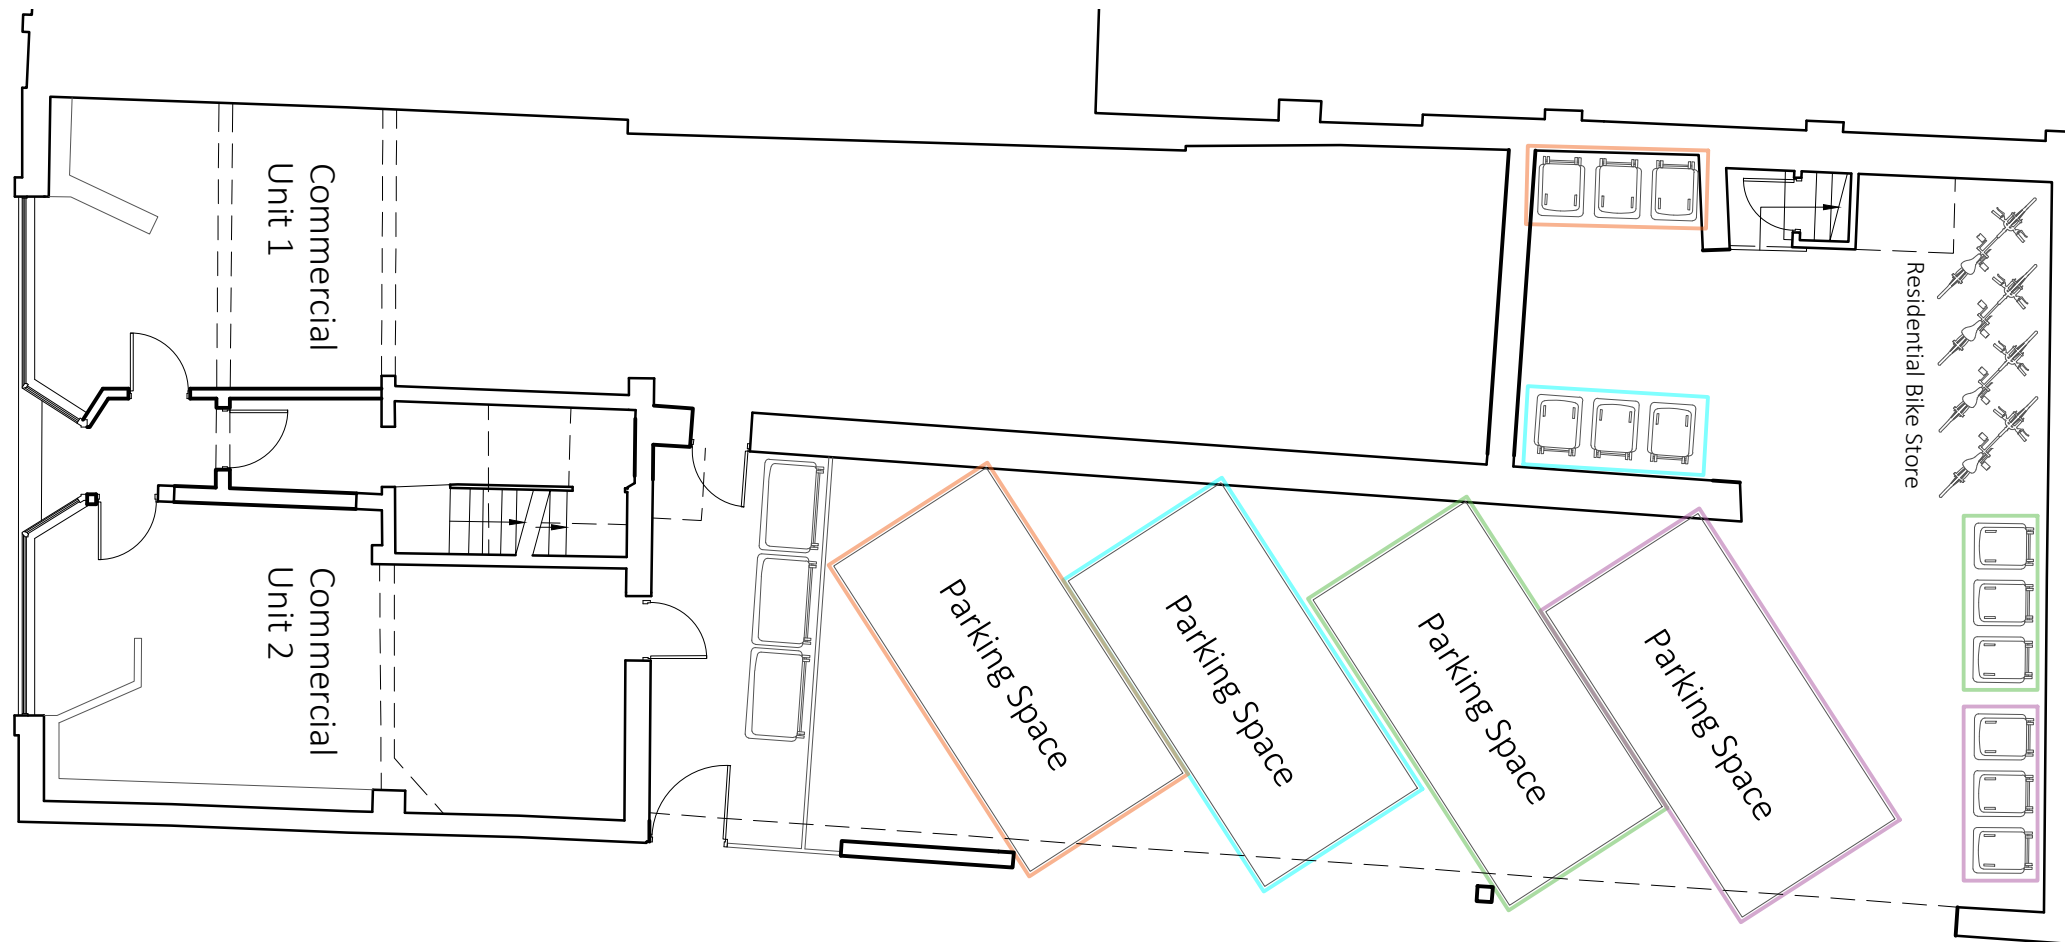 Commercial
Unit 1
Residential Bike Store
Commercial
Unit 2
Parking Space
Parking Space
Parking Space
Parking Space